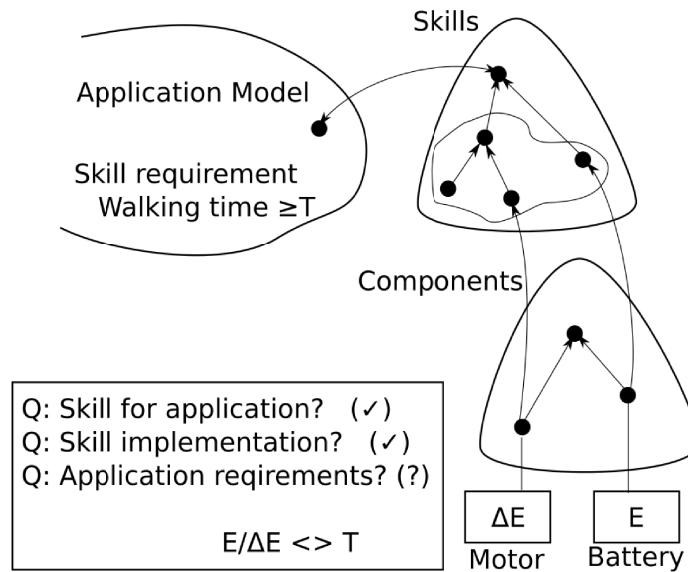 Skills
Application Model
Skill requirement
Walking time ≥T
Components
Q: Skill for application? (✓)
Q: Skill implementation? (✓)
Q: Application reqirements? (?)
E/ΔE <> T
ΔE
E
Motor
Battery